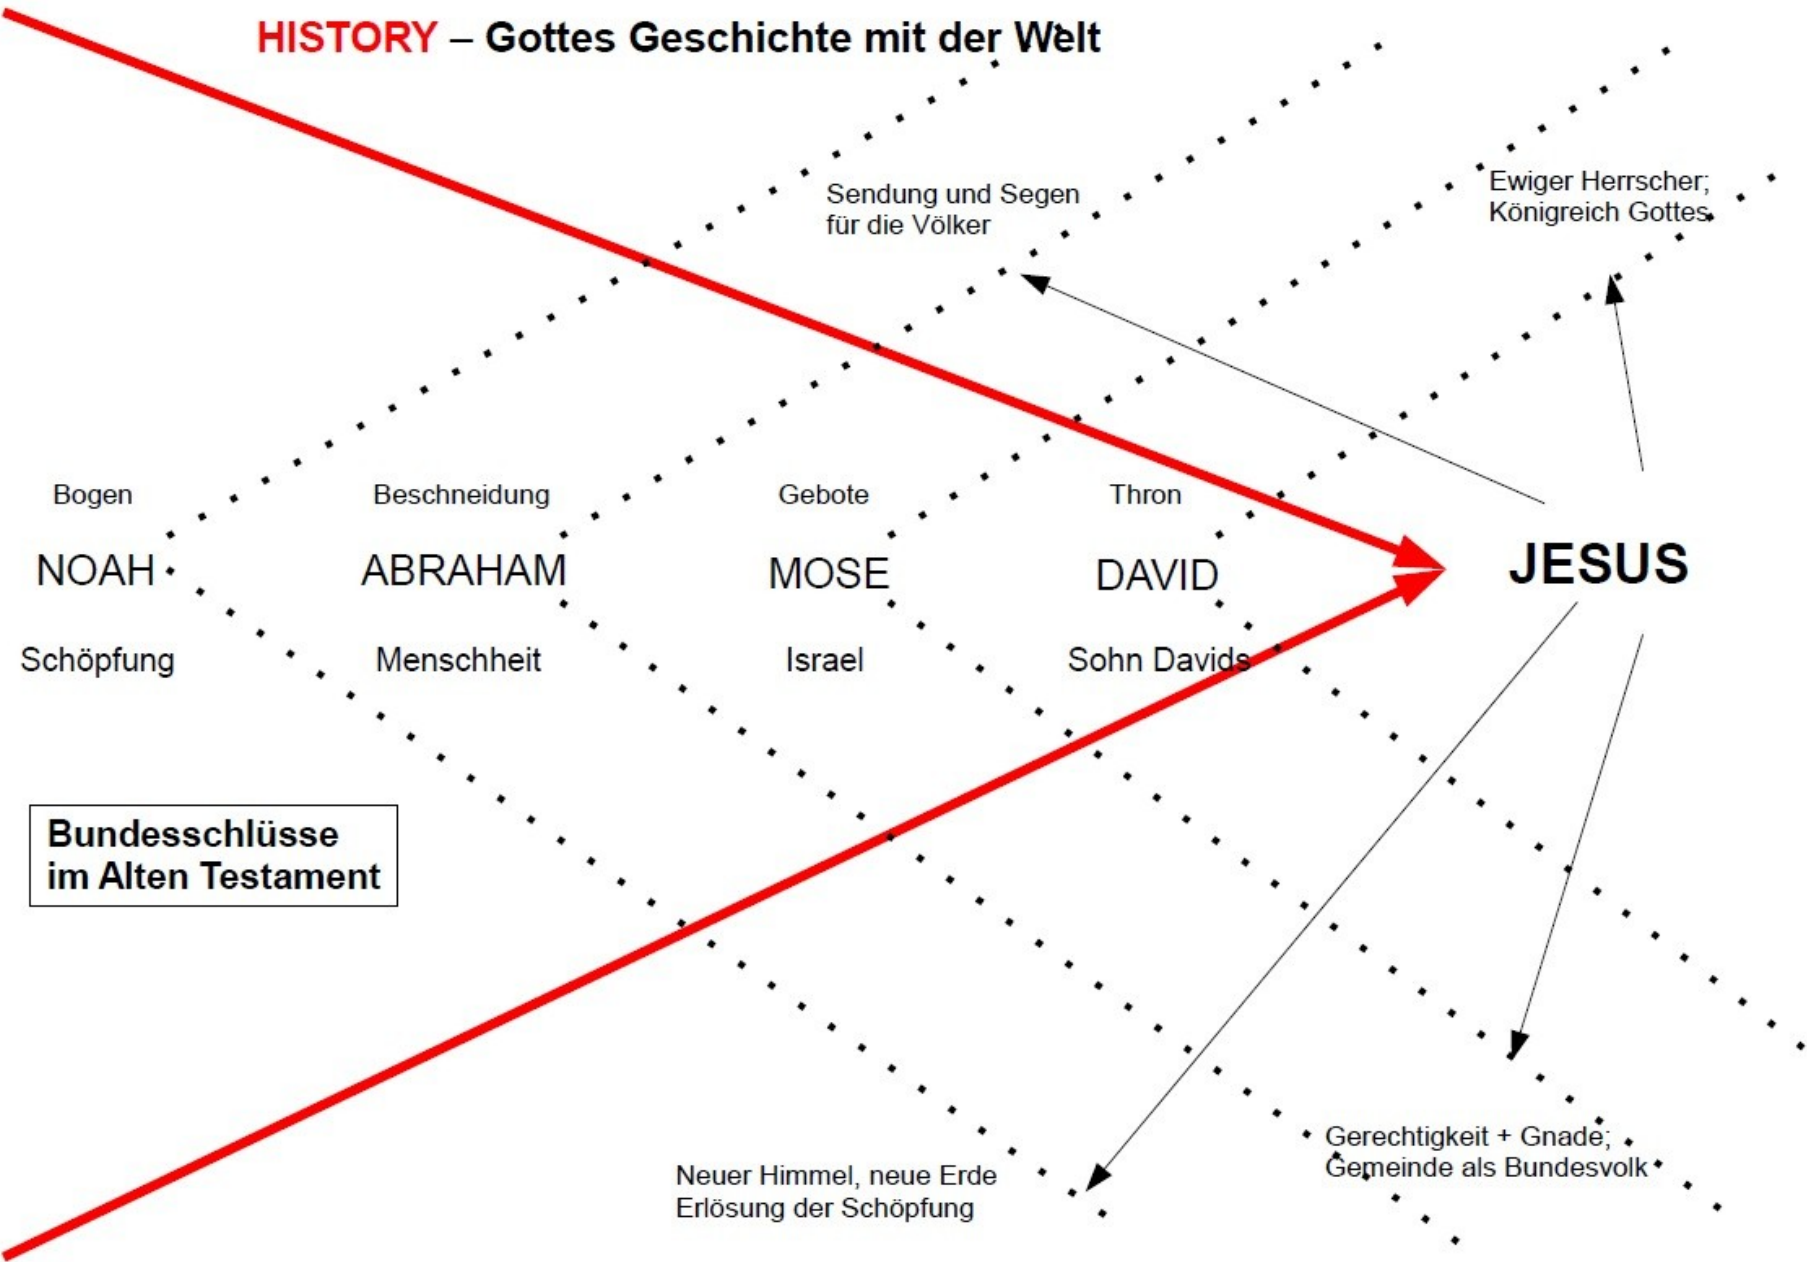 HISTORY – Gottes Geschichte mit der Welt
Sendung und Segen
für die Völker
Ewiger Herrscher;
Königreich Gottes
Bogen
Beschneidung
Gebote
Thron
NOAH
ABRAHAM
MOSE
DAVID
JESUS
Schöpfung
Menschheit
Israel
Sohn Davids
Bundesschlüsse
im Alten Testament
Neuer Himmel, neue Erde
Erlösung der Schöpfung
Gerechtigkeit + Gnade;
Gemeinde als Bundesvolk